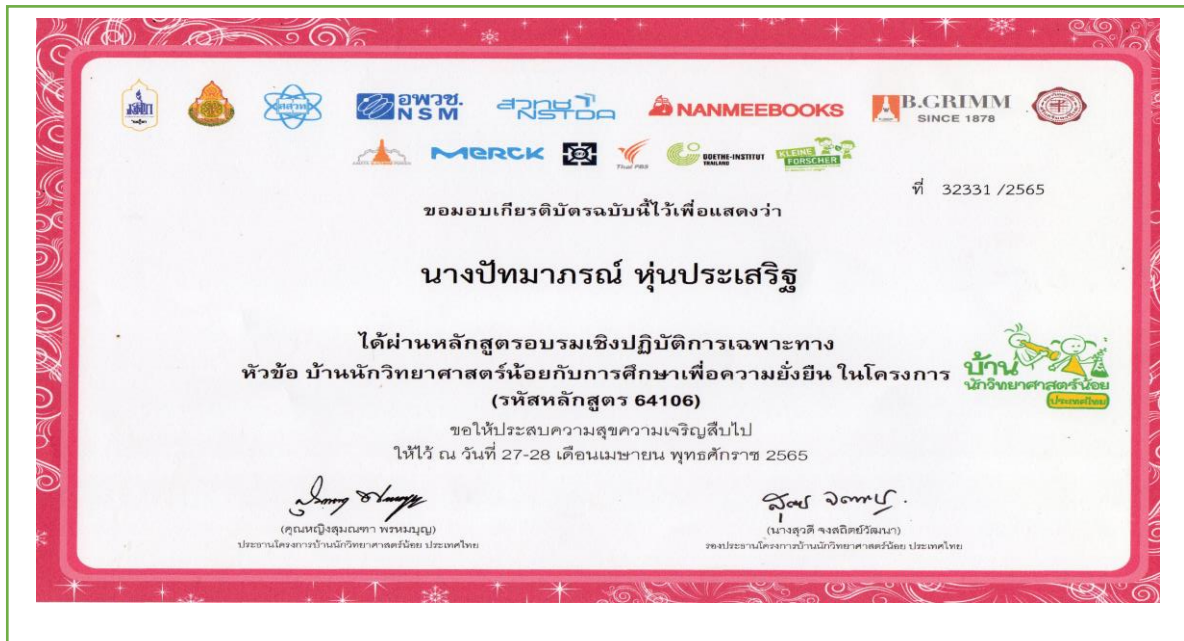 สสวท อพวช. NSM สวทช NSTDA NANMEEBOOKS B.GRIMM SINCE 1878
MERCK Thai PBS GOETHE-INSTITUT THAILAND KLEINE FORSCHER
ที่ 32331 /2565
ขอมอบเกียรติบัตรฉบับนี้ไว้เพื่อแสดงว่า
นางปัทมาภรณ์ หุ่นประเสริฐ
ได้ผ่านหลักสูตรอบรมเชิงปฏิบัติการเฉพาะทาง
หัวข้อ บ้านนักวิทยาศาสตร์น้อยกับการศึกษาเพื่อความยั่งยืน ในโครงการ
บ้าน
นักวิทยาศาสตร์น้อย
ประเทศไทย
(รหัสหลักสูตร 64106)
ขอให้ประสบความสุขความเจริญสืบไป
ให้ไว้ ณ วันที่ 27-28 เดือนเมษายน พุทธศักราช 2565
(คุณหญิงสุมณฑา พรหมบุญ)
ประธานโครงการบ้านนักวิทยาศาสตร์น้อย ประเทศไทย
(นางสุวดี จงสถิตย์วัฒนา)
รองประธานโครงการบ้านนักวิทยาศาสตร์น้อย ประเทศไทย